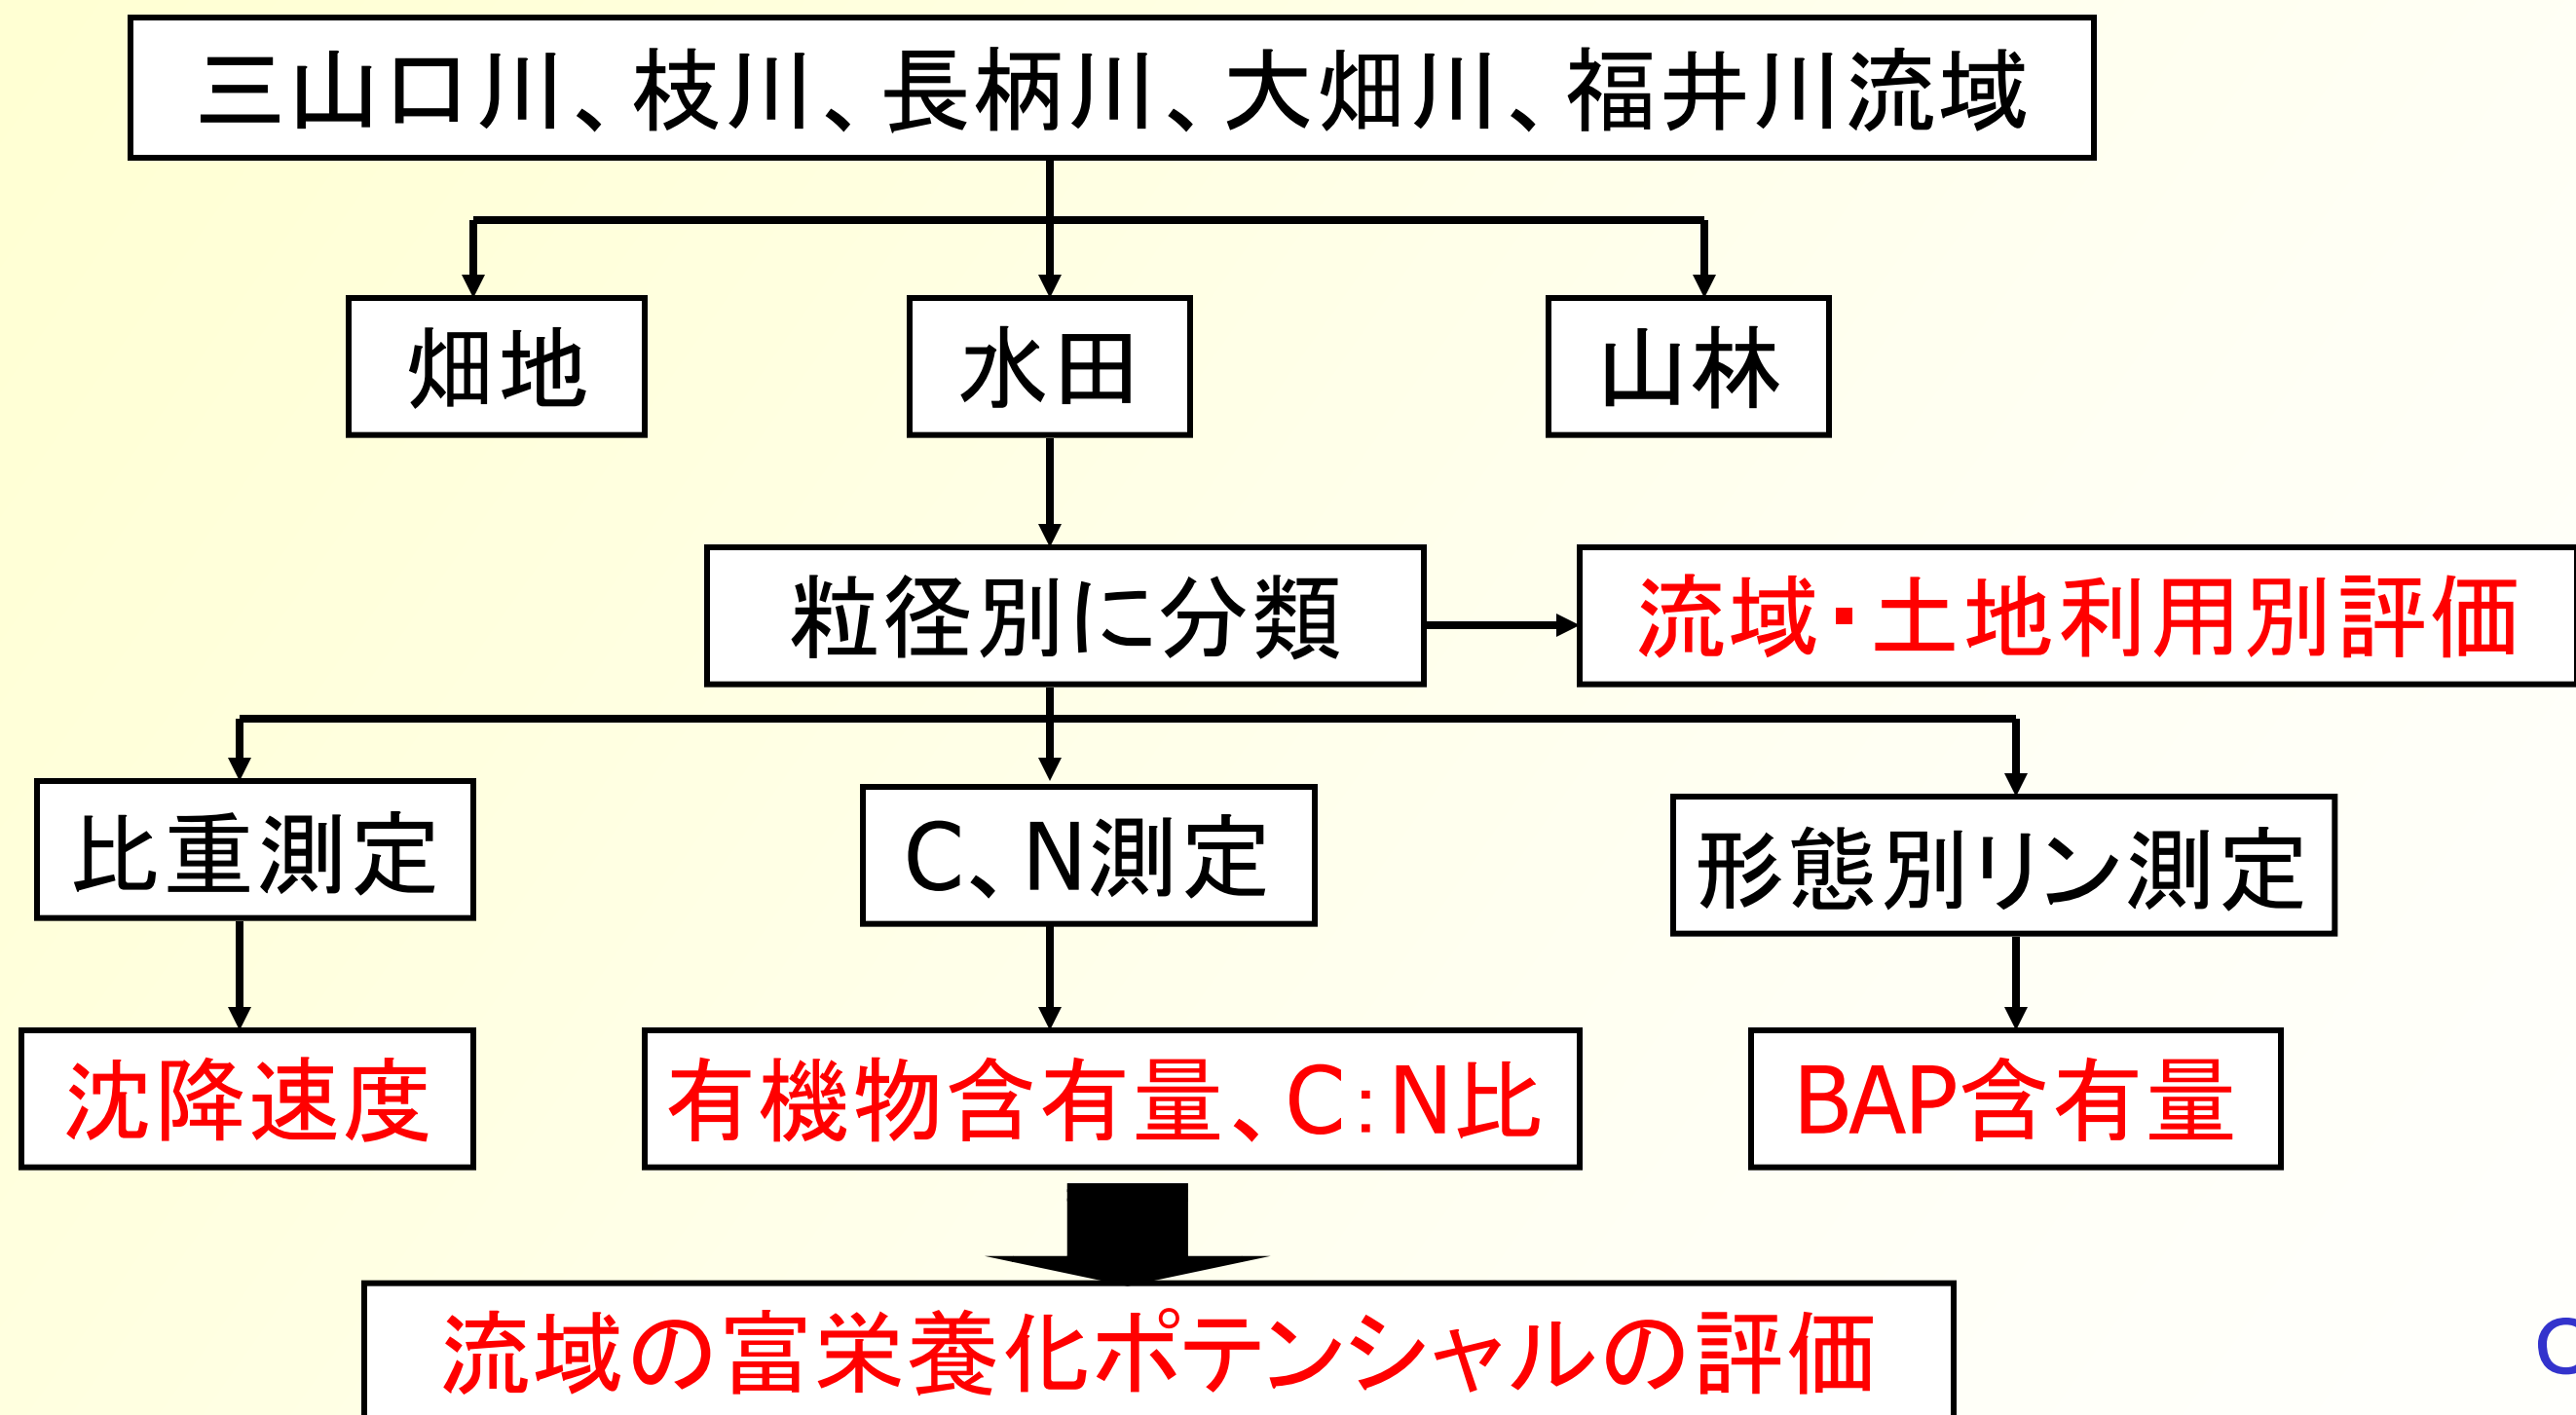 三山口川、枝川、長柄川、大畑川、福井川流域
畑地
水田
山林
粒径別に分類
流域・土地利用別評価
比重測定
C、N測定
形態別リン測定
沈降速度
有機物含有量、C：N比
BAP含有量
流域の富栄養化ポテンシャルの評価